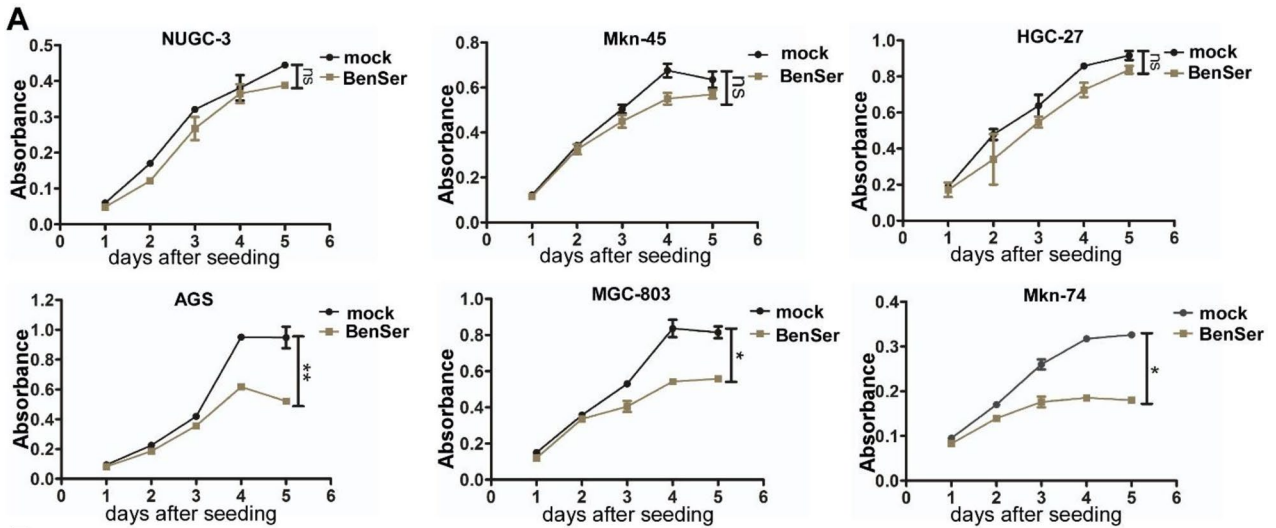 A
NUGC-3
Absorbance
0.5
0.4
0.3
0.2
0.1
0.0
0 1 2 3 4 5 6
days after seeding
mock
BenSer
ns
Mkn-45
Absorbance
0.8
0.6
0.4
0.2
0.0
0 1 2 3 4 5 6
days after seeding
mock
BenSer
ns
HGC-27
Absorbance
1.0
0.8
0.6
0.4
0.2
0.0
0 1 2 3 4 5 6
days after seeding
mock
BenSer
ns
AGS
Absorbance
1.2
1.0
0.8
0.6
0.4
0.2
0.0
0 1 2 3 4 5 6
days after seeding
mock
BenSer
**
MGC-803
Absorbance
1.0
0.8
0.6
0.4
0.2
0.0
0 1 2 3 4 5 6
days after seeding
mock
BenSer
*
Mkn-74
Absorbance
0.4
0.3
0.2
0.1
0.0
0 1 2 3 4 5 6
days after seeding
mock
BenSer
*